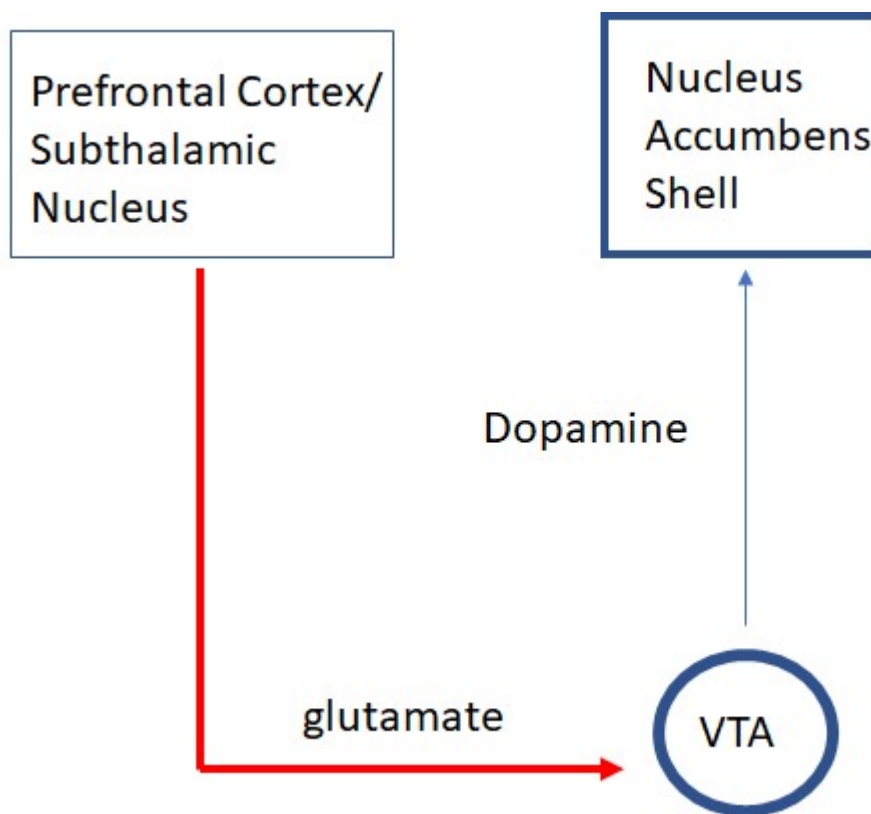 Prefrontal Cortex/
Subthalamic
Nucleus
Nucleus
Accumbens
Shell
Dopamine
glutamate
VTA